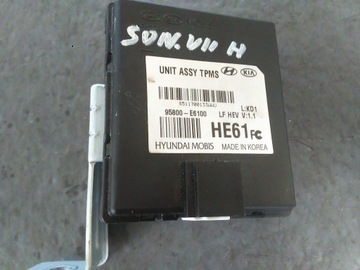 SON.VII H
UNIT ASSY TPMS HYUNDAI KIA
L:KD1
95800-E6100 LF HEV V:1.1
HE61 FC
HYUNDAI MOBIS MADE IN KOREA